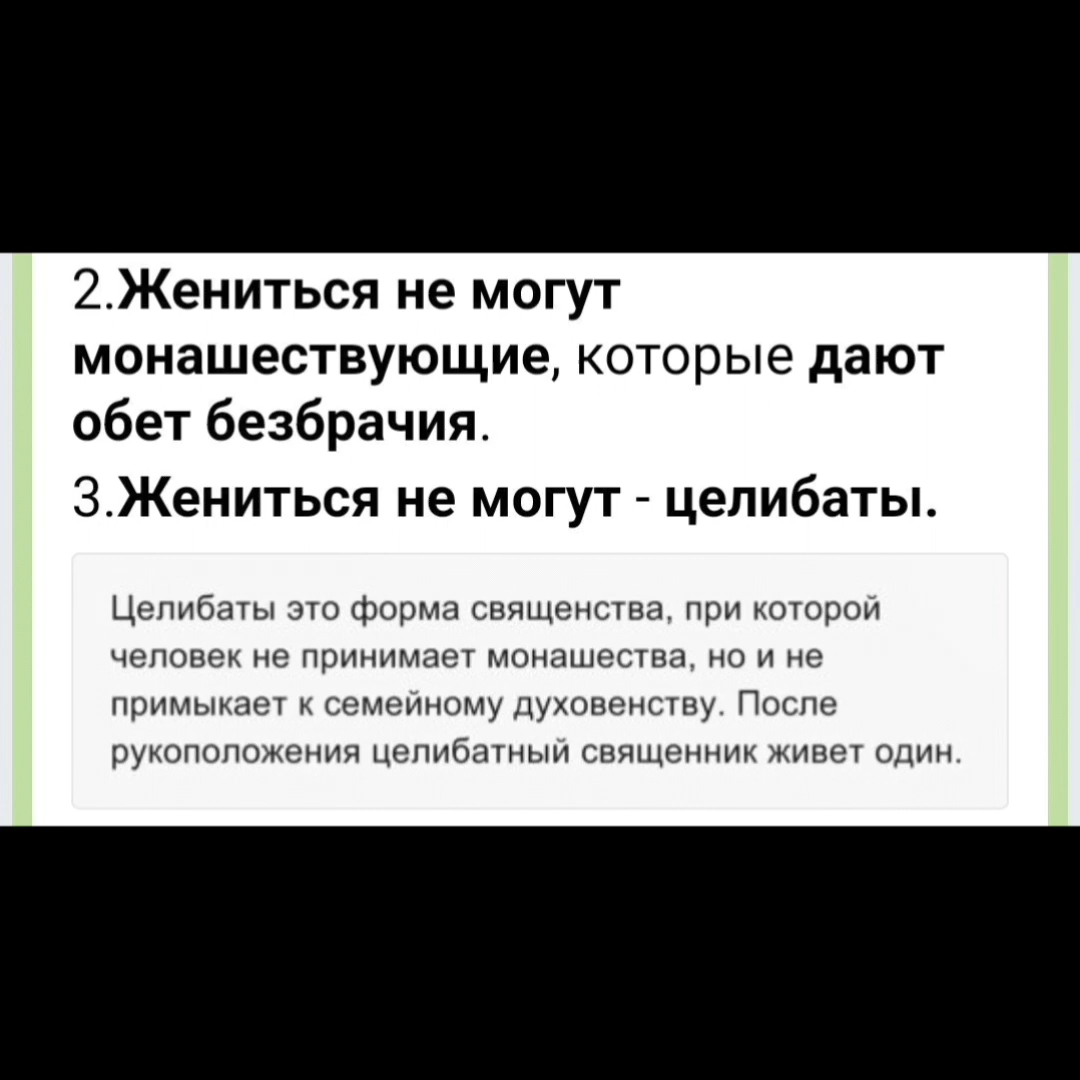 2.Жениться не могут
монашествующие, которые дают
обет безбрачия.
3.Жениться не могут - целибаты.
Целибаты это форма священства, при которой
человек не принимает монашества, но и не
примыкает к семейному духовенству. После
рукоположения целибатный священник живет один.